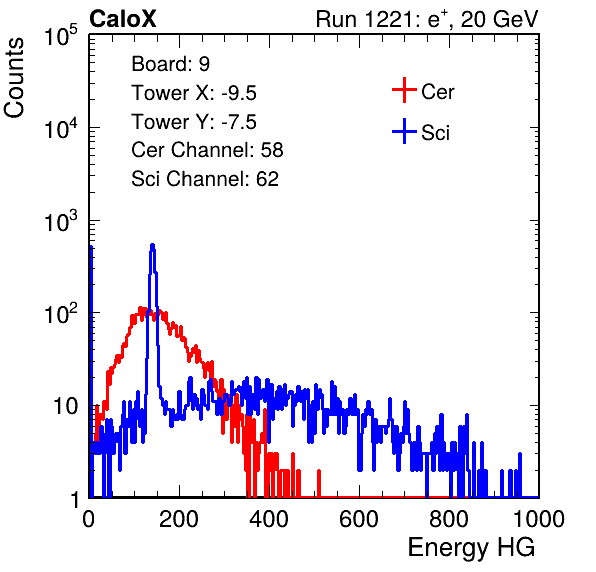 CaloX Run 1221: e⁺, 20 GeV
Counts
10⁵
10⁴
10³
10²
10
1
Board: 9
Tower X: -9.5
Tower Y: -7.5
Cer Channel: 58
Sci Channel: 62
Cer
Sci
0 200 400 600 800 1000
Energy HG